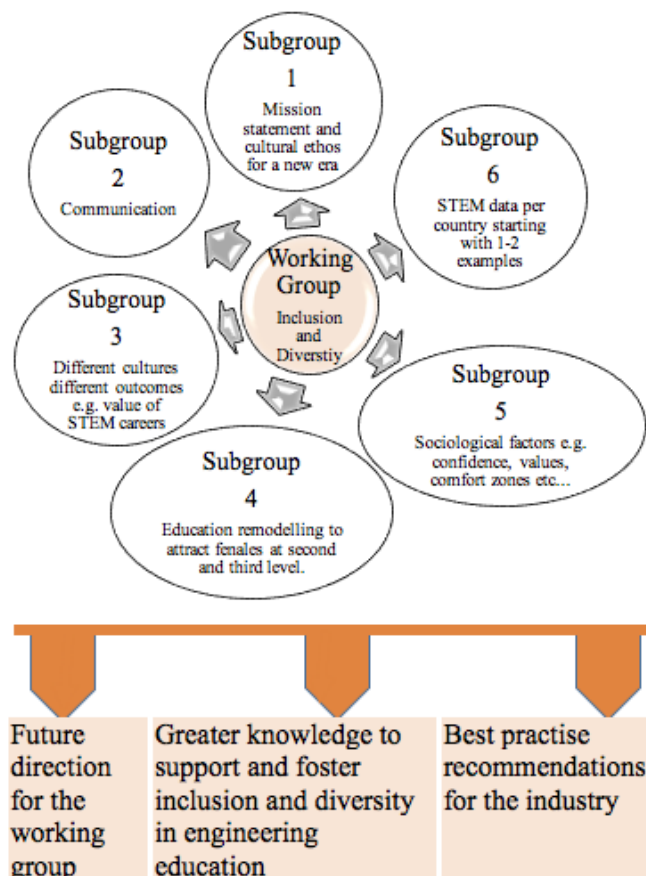 Subgroup
1
Mission
statement and
cultural ethos
for a new era
Subgroup
2
Communication
Subgroup
6
STEM data per
country starting
with 1-2
examples
Working
Group
Inclusion
and
Diverstiy
Subgroup
3
Different cultures
different outcomes
e.g. value of
STEM careers
Subgroup
5
Sociological factors e.g.
confidence, values,
comfort zones etc...
Subgroup
4
Education remodelling to
attract fenales at second
and third level.
Future
direction
for the
working
group
Greater knowledge to
support and foster
inclusion and diversity
in engineering
education
Best practise
recommendations
for the industry